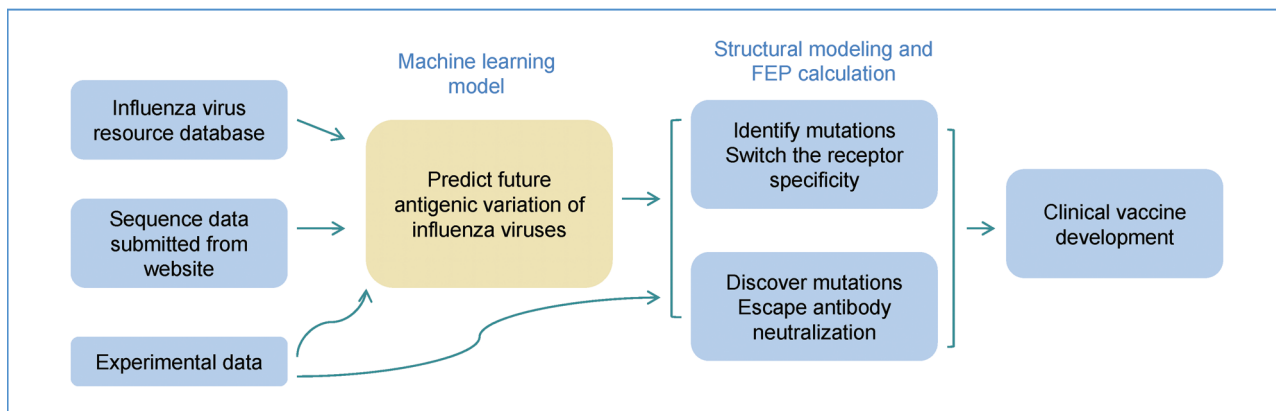 Machine learning
model
Structural modeling and
FEP calculation
Influenza virus
resource database
Sequence data
submitted from
website
Experimental data
Predict future
antigenic variation of
influenza viruses
Identify mutations
Switch the receptor
specificity
Discover mutations
Escape antibody
neutralization
Clinical vaccine
development